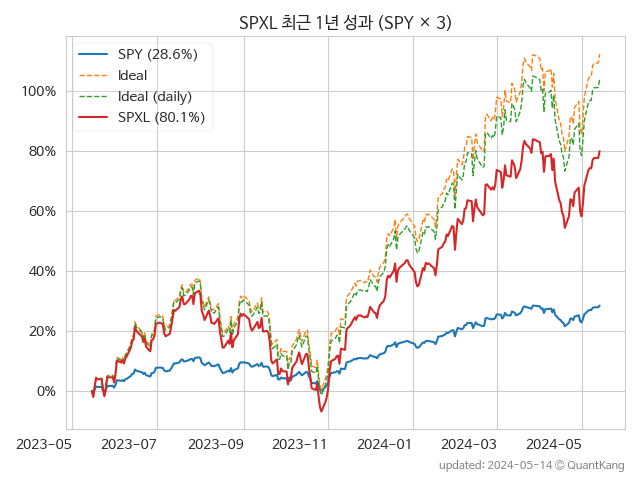 SPXL 최근 1년 성과 (SPY × 3)
SPY (28.6%)
Ideal
Ideal (daily)
SPXL (80.1%)
100%
80%
60%
40%
20%
0%
2023-05
2023-07
2023-09
2023-11
2024-01
2024-03
2024-05
updated: 2024-05-14 © QuantKang